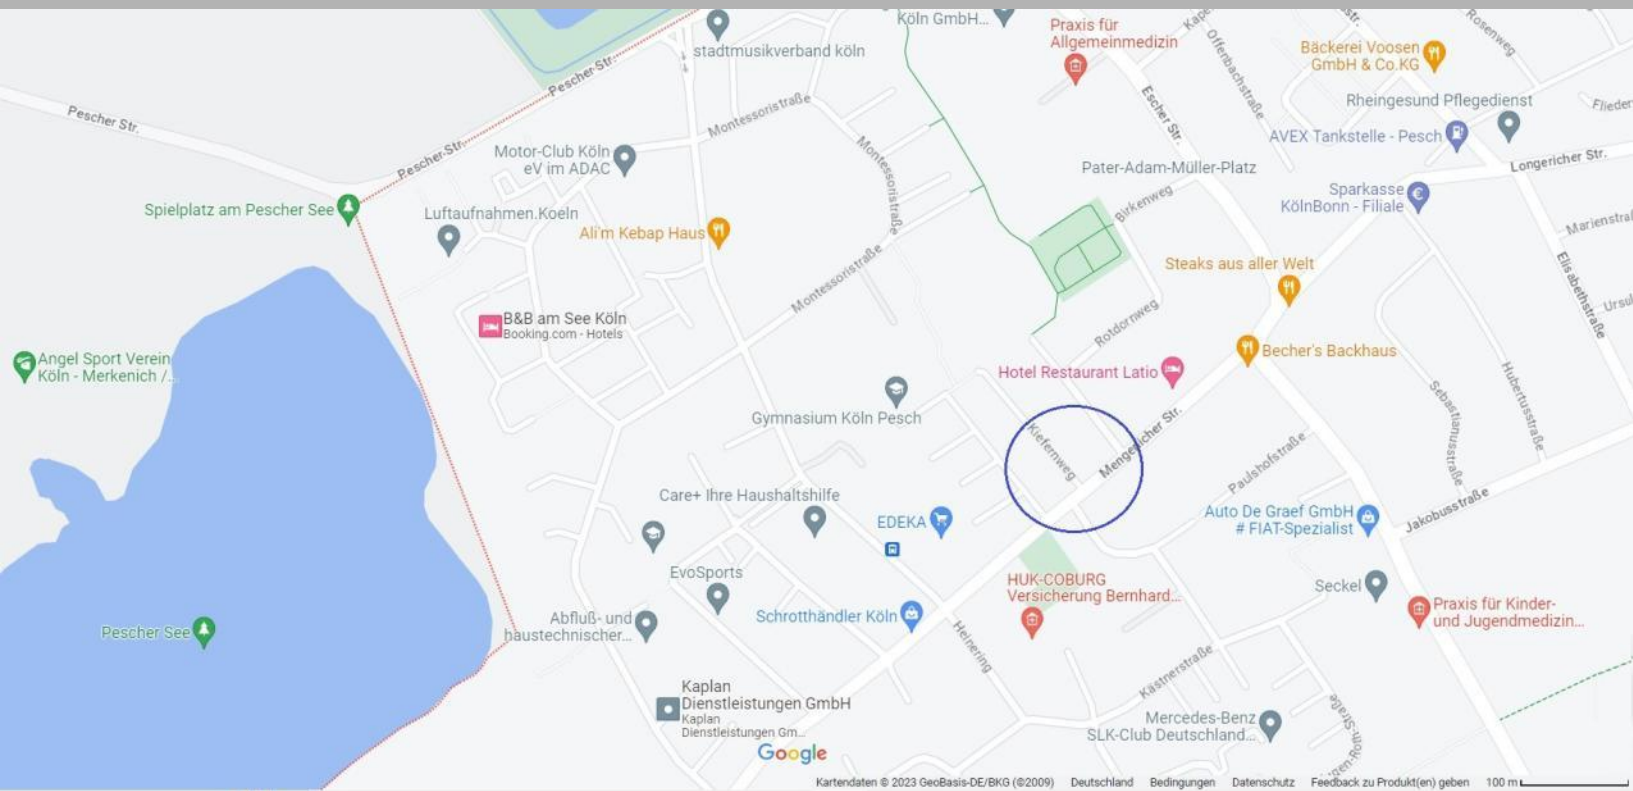 Köln GmbH...
Praxis für
Allgemeinmedizin
stadtmusikverband köln
Offenbachstraße
Rosenweg
Bäckerei Voosen
GmbH & Co.KG
Pescher Str.
Pescher Str.
Pescher-Str.
Montessoristraße
Escher Str.
Rheingesund Pflegedienst
Flieder
AVEX Tankstelle - Pesch
Motor-Club Köln
eV im ADAC
Montessoristraße
Pater-Adam-Müller-Platz
Longericher Str.
Sparkasse
KölnBonn - Filiale
Birkenweg
Spielplatz am Pescher See
Luftaufnahmen.Koeln
Ali'm Kebap Haus
Marienstraß
Montessoristraße
Steaks aus aller Welt
Elisabethstraße
Ursul
B&B am See Köln
Booking.com - Hotels
Rotdornweg
Becher's Backhaus
Angel Sport Verein
Köln - Merkenich /...
Hotel Restaurant Latio
Gymnasium Köln Pesch
Kiefernweg
Mengenicher Str.
Sebastianusstraße
Hubertusstraße
Paulshofstraße
Care+ Ihre Haushaltshilfe
EDEKA
Auto De Graef GmbH
# FIAT-Spezialist
Jakobusstraße
EvoSports
HUK-COBURG
Versicherung Bernhard...
Seckel
Schrotthändler Köln
Abfluß- und
haustechnischer...
Praxis für Kinder-
und Jugendmedizin...
Pescher See
Heinering
Kästnerstraße
Kaplan
Dienstleistungen GmbH
Kaplan
Dienstleistungen Gm...
Mercedes-Benz
SLK-Club Deutschland...
Google
Kartendaten © 2023 GeoBasis-DE/BKG (©2009) Deutschland Bedingungen Datenschutz Feedback zu Produkt(en) geben 100 m